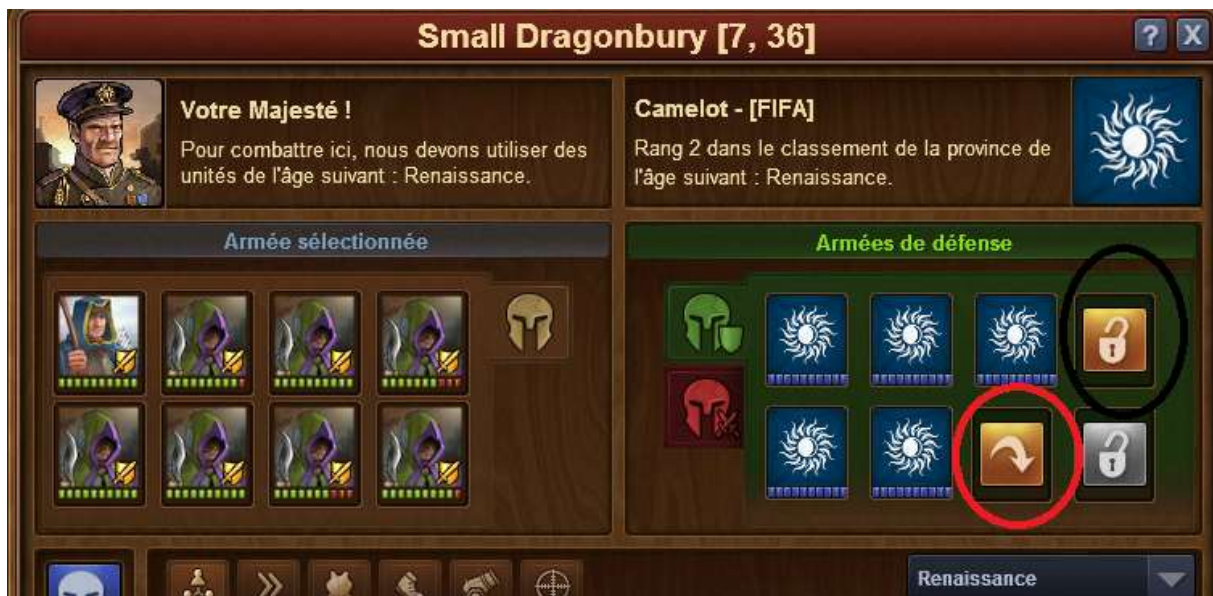 Small Dragonbury [7, 36]
? X
Votre Majesté !
Pour combattre ici, nous devons utiliser des
unités de l'âge suivant : Renaissance.
Camelot - [FIFA]
Rang 2 dans le classement de la province de
l'âge suivant : Renaissance.
Armée sélectionnée
Armées de défense
Renaissance